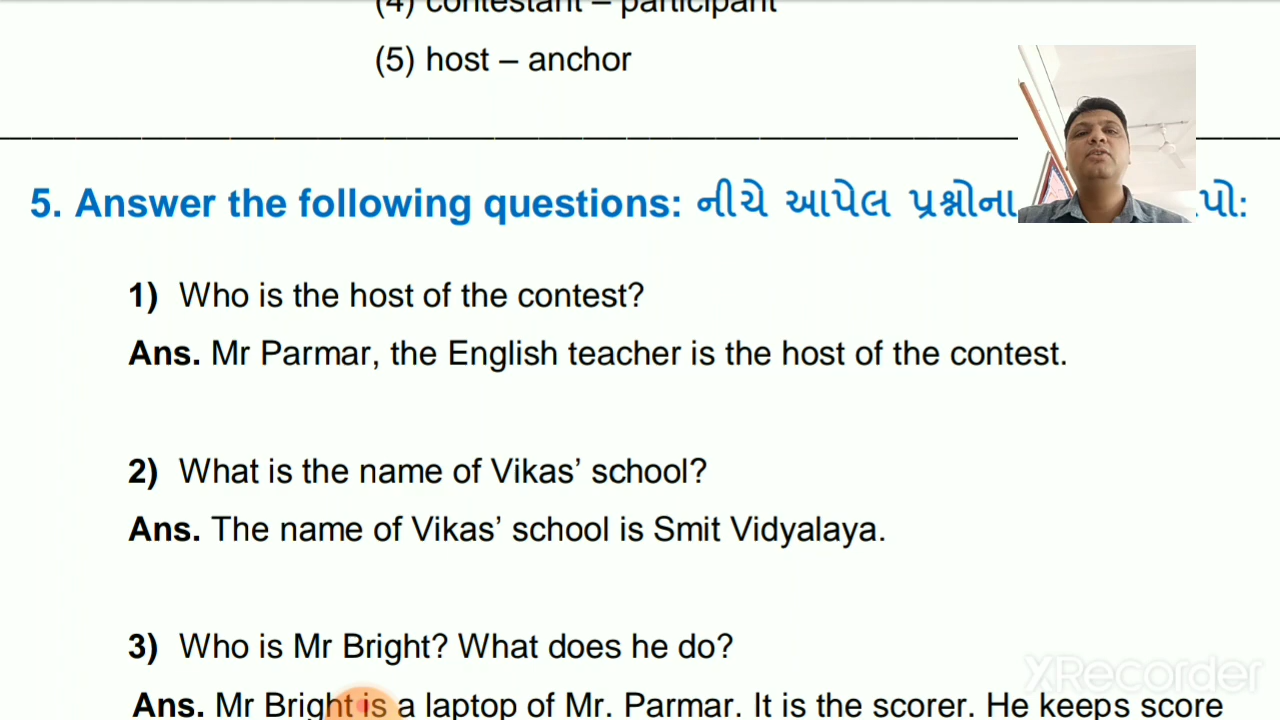 (4) contestant – participant
(5) host – anchor
5. Answer the following questions: નીચે આપેલ પ્રશ્નોના
1) Who is the host of the contest?
Ans. Mr Parmar, the English teacher is the host of the contest.
2) What is the name of Vikas’ school?
Ans. The name of Vikas’ school is Smit Vidyalaya.
3) Who is Mr Bright? What does he do?
Ans. Mr Bright is a laptop of Mr. Parmar. It is the scorer. He keeps score
XRecorder